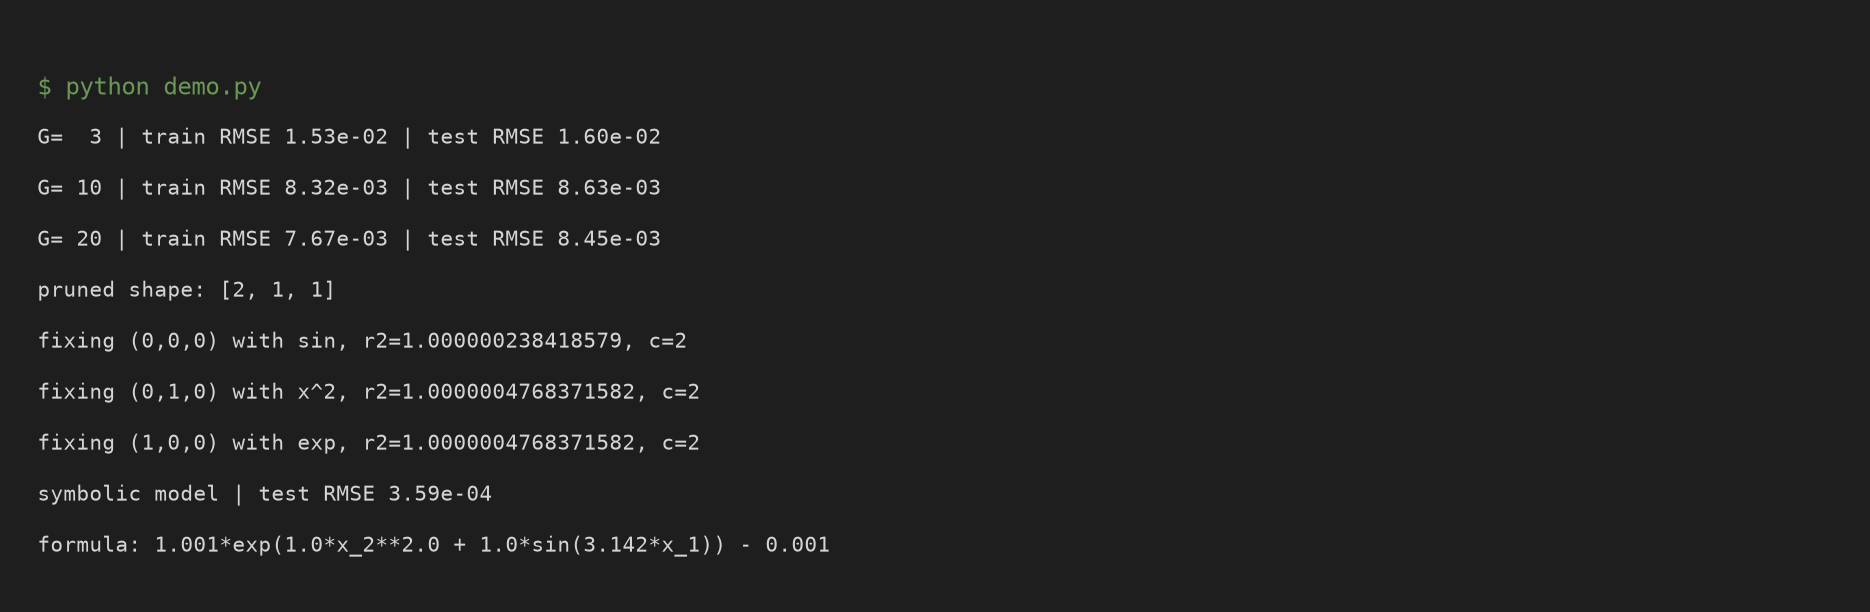 $ python demo.py
G=  3 | train RMSE 1.53e-02 | test RMSE 1.60e-02
G= 10 | train RMSE 8.32e-03 | test RMSE 8.63e-03
G= 20 | train RMSE 7.67e-03 | test RMSE 8.45e-03
pruned shape: [2, 1, 1]
fixing (0,0,0) with sin, r2=1.000000238418579, c=2
fixing (0,1,0) with x^2, r2=1.0000004768371582, c=2
fixing (1,0,0) with exp, r2=1.0000004768371582, c=2
symbolic model | test RMSE 3.59e-04
formula: 1.001*exp(1.0*x_2**2.0 + 1.0*sin(3.142*x_1)) - 0.001